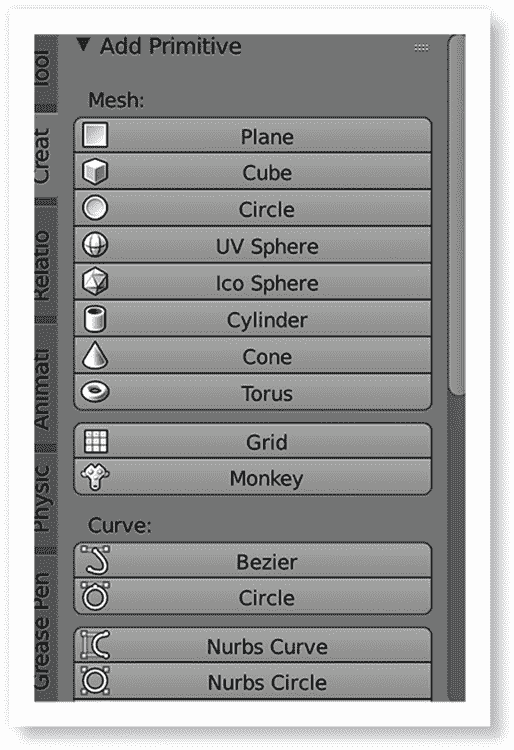 Add Primitive
Mesh:
Plane
Cube
Circle
UV Sphere
Ico Sphere
Cylinder
Cone
Torus
Grid
Monkey
Curve:
Bezier
Circle
Nurbs Curve
Nurbs Circle
Tool
Creat
Relatio
Animati
Physic
Grease Pen